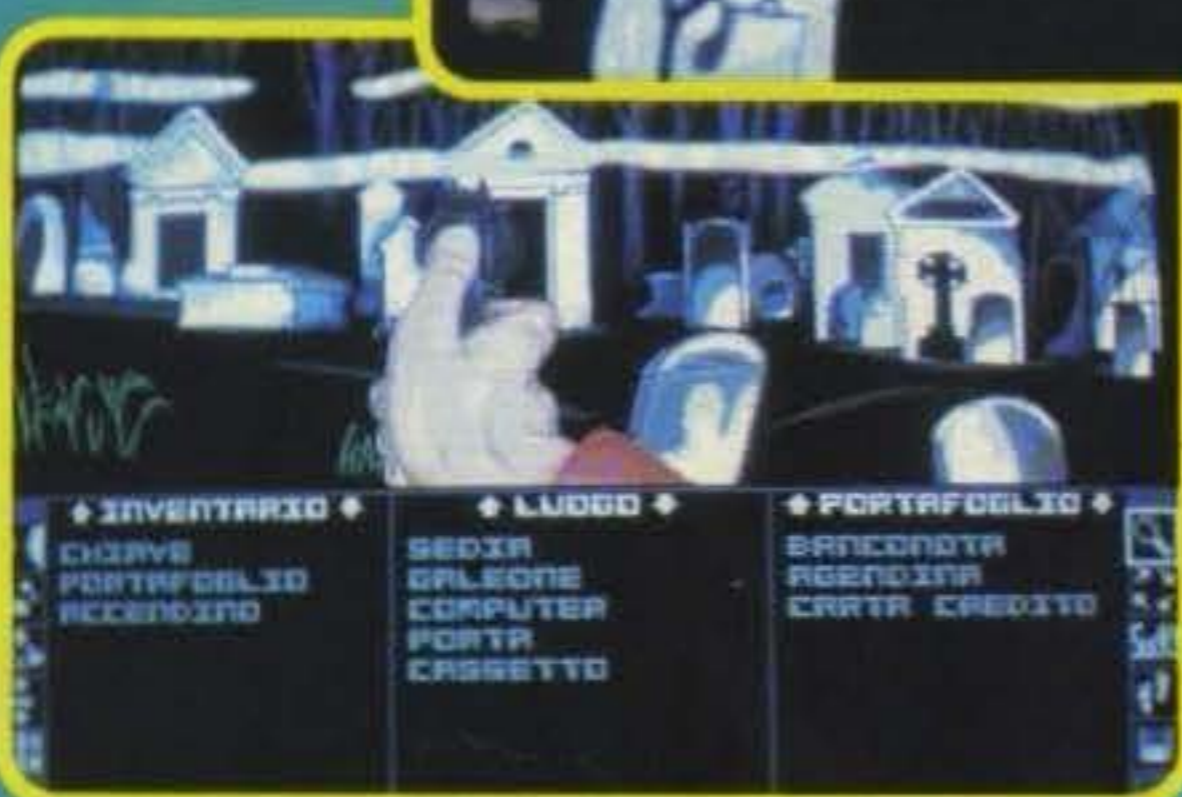 INVENTARIO
CHIAVE
PORTAFOGLIO
ACCENDINO
LUOGO
SEDIA
GALEONE
COMPUTER
PORTA
CASSETTO
PORTAFOGLIO
BANCONOTA
AGENDINA
CARTA CREDITO